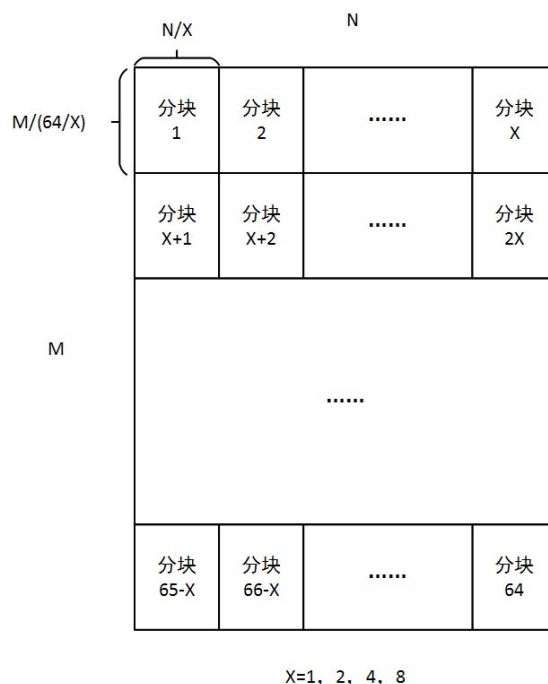 N
N/X
M/(64/X)
分块
1
分块
2
......
分块
X
分块
X+1
分块
X+2
......
分块
2X
M
......
分块
65-X
分块
66-X
......
分块
64
X=1, 2, 4, 8